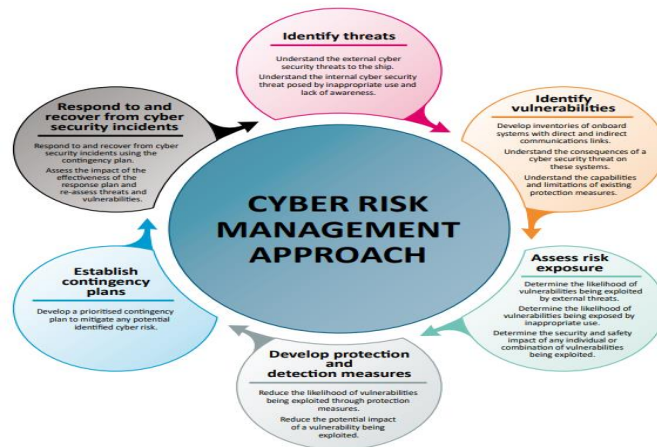 CYBER RISK
MANAGEMENT
APPROACH
Identify threats
Understand the external cyber
security threats to the ship.
Understand the internal cyber security
threat posed by inappropriate use and
lack of awareness.
Identify
vulnerabilities
Develop inventories of onboard
systems with direct and indirect
communications links.
Understand the consequences of a
cyber security threat on
these systems.
Understand the capabilities
and limitations of existing
protection measures.
Assess risk
exposure
Determine the likelihood of
vulnerabilities being exploited
by external threats.
Determine the likelihood of
vulnerabilities being exposed by
inappropriate use.
Determine the security and safety
impact of any individual or
combination of vulnerabilities
being exploited.
Develop protection
and
detection measures
Reduce the likelihood of vulnerabilities
being exploited through protection
measures.
Reduce the potential impact
of a vulnerability being
exploited.
Establish
contingency
plans
Develop a prioritised contingency
plan to mitigate any potential
identified cyber risk.
Respond to and
recover from cyber
security incidents
Respond to and recover from cyber
security incidents using the
contingency plan.
Assess the impact of the
effectiveness of the
response plan and
re-assess threats and
vulnerabilities.